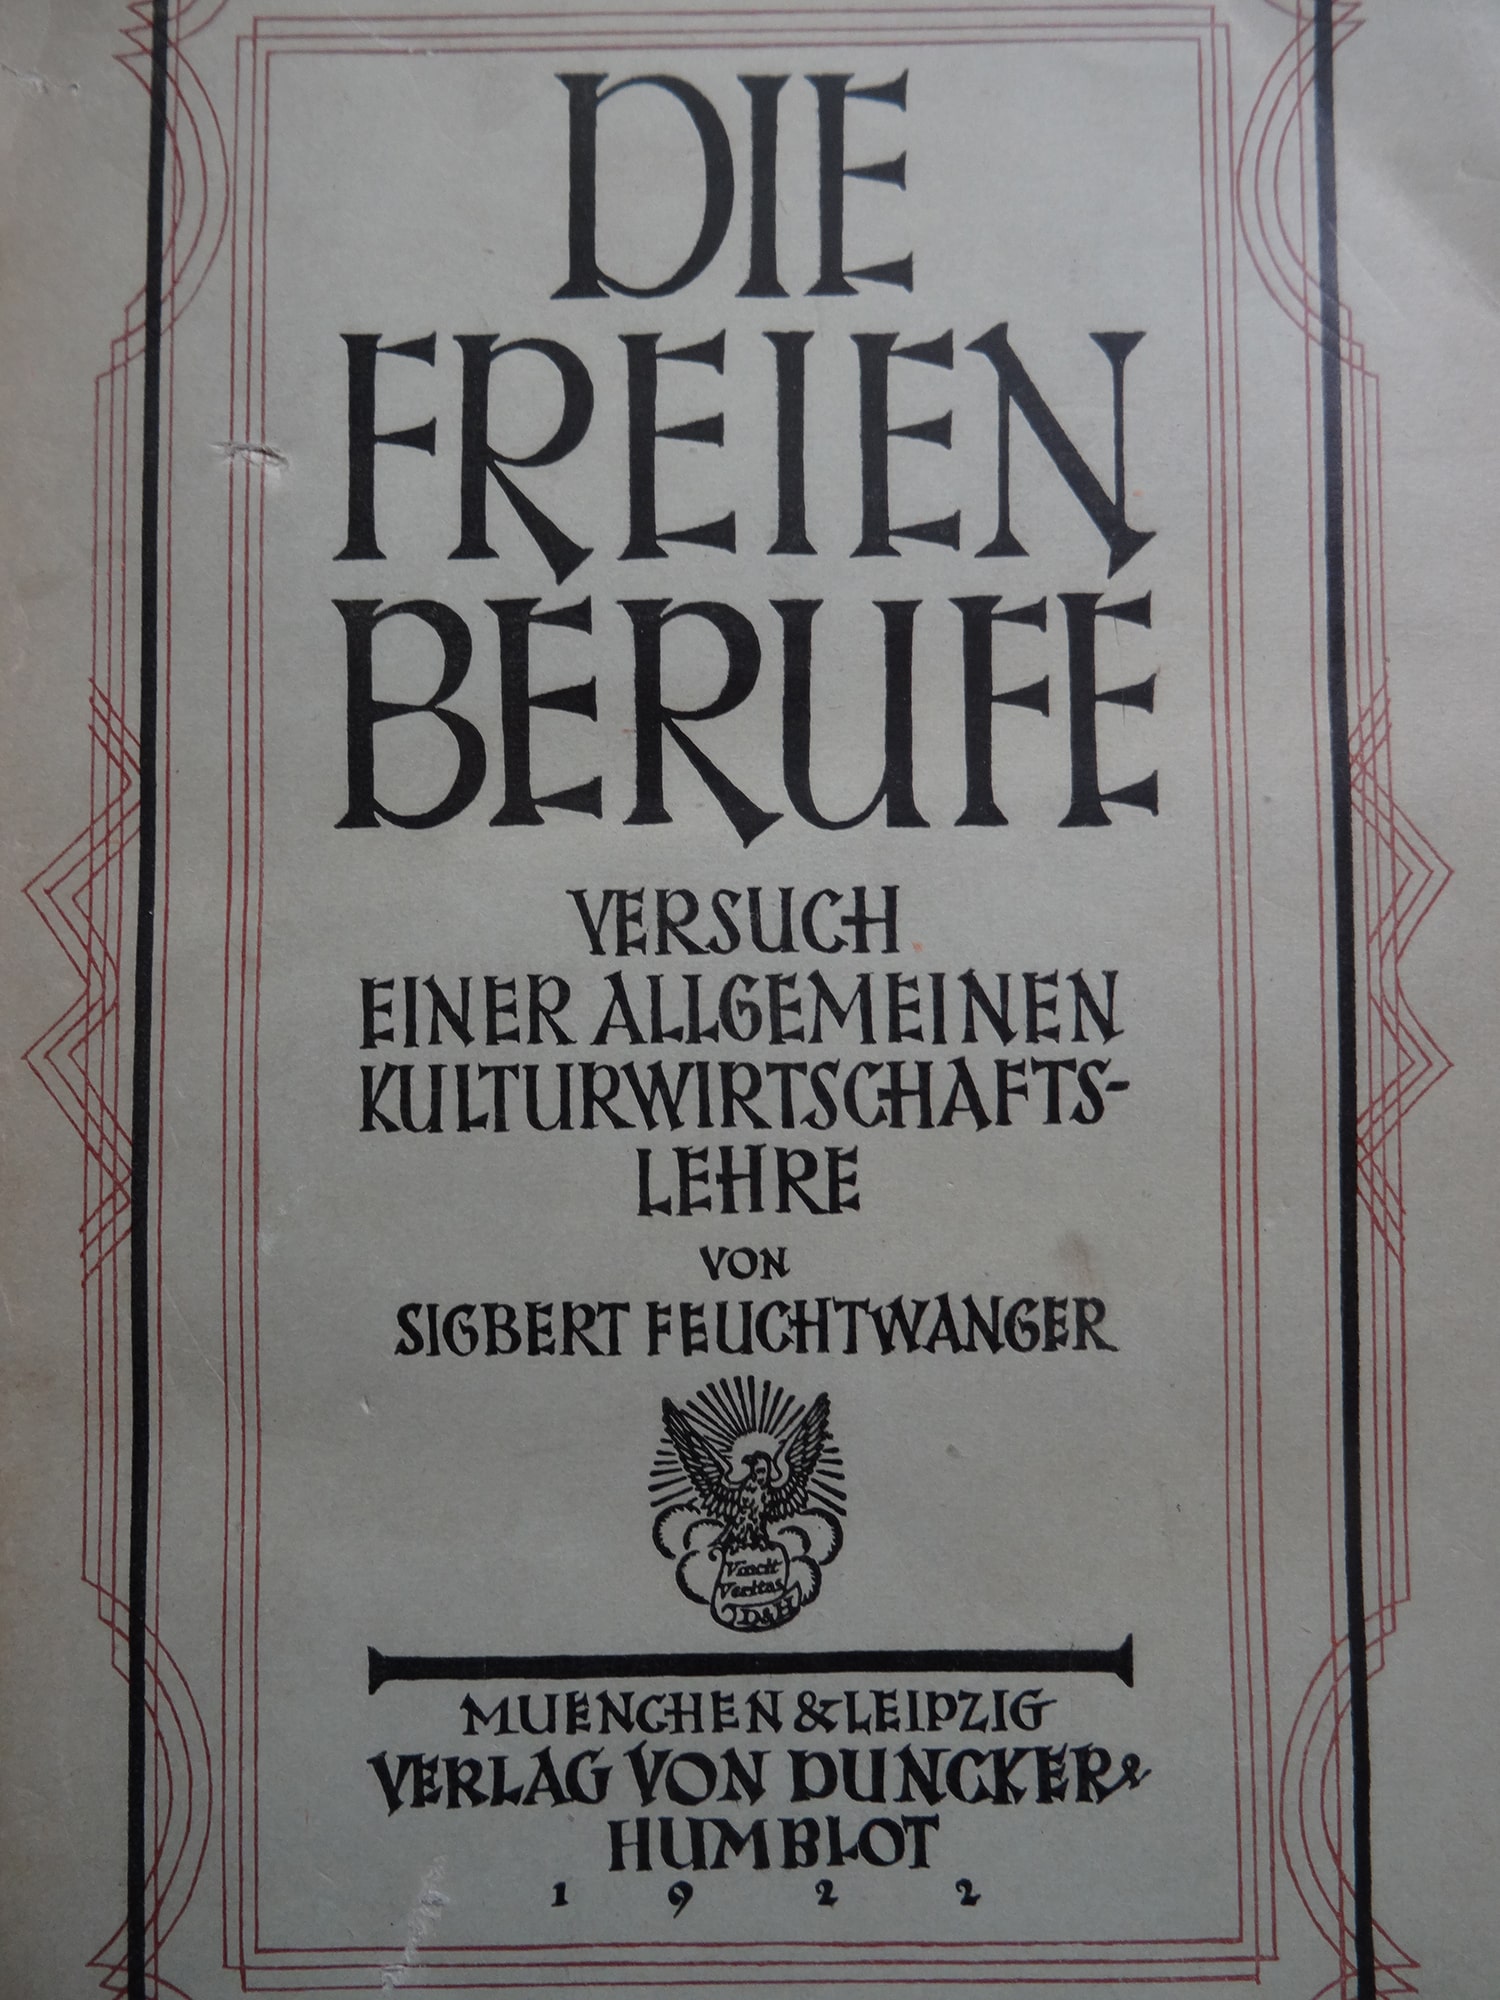 DIE
FREIEN
BERUFE
VERSUCH
EINER ALLGEMEINEN
KULTURWIRTSCHAFTS-
LEHRE
VON
SIGBERT FEUCHTWANGER
Vincit
Veritas
D&H
MUENCHEN & LEIPZIG
VERLAG VON DUNCKER &
HUMBLOT
1922